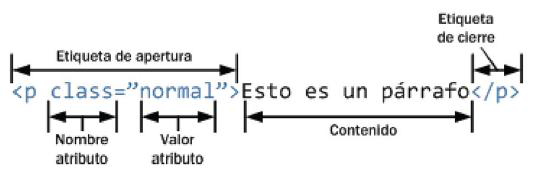 Etiqueta
de cierre
Etiqueta de apertura
<p class=”normal”>Esto es un párrafo</p>
Nombre
atributo
Valor
atributo
Contenido